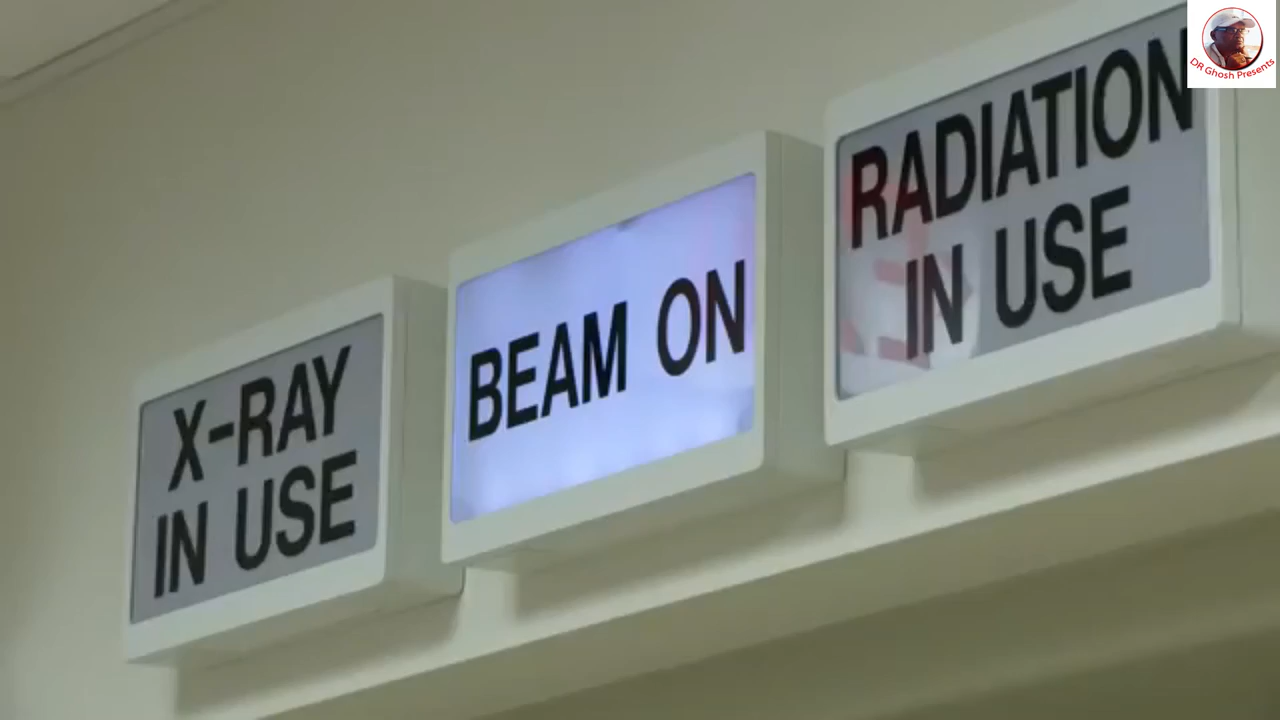 X-RAY
IN USE
BEAM ON
RADIATION
IN USE
DR Ghosh Presents